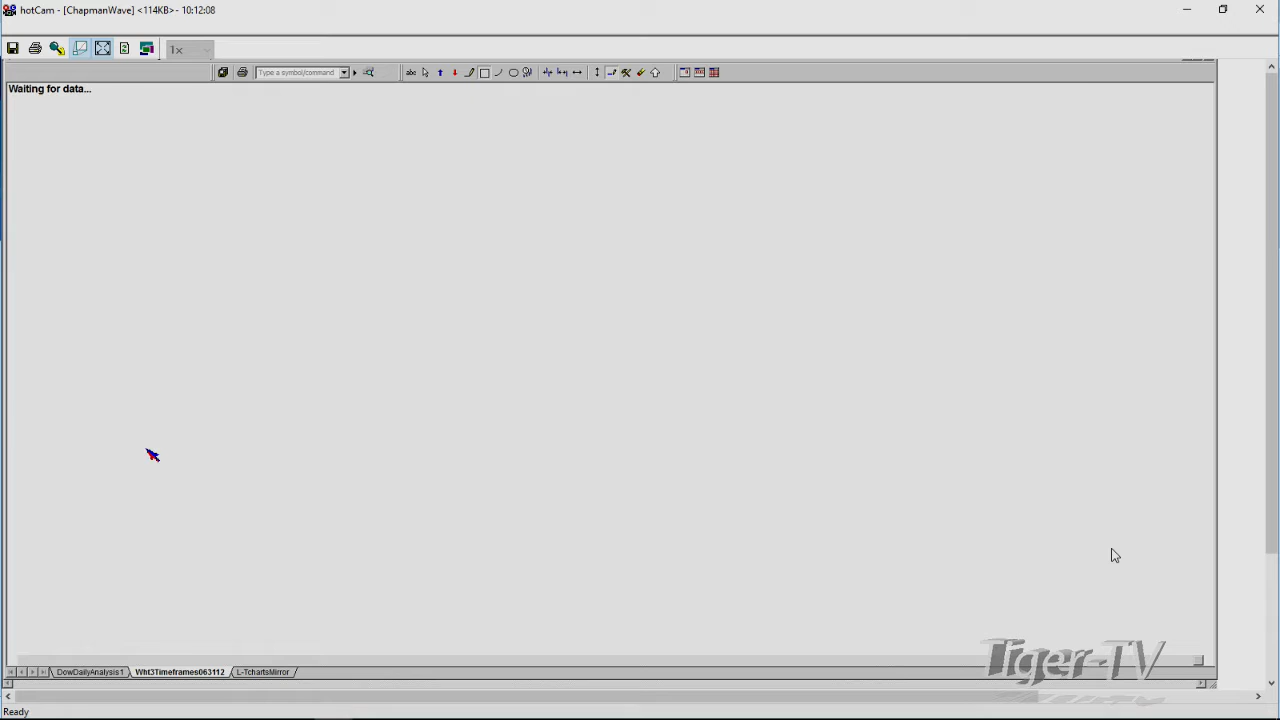 hotCam - [ChapmanWave] <114KB> - 10:12:08
1x
Type a symbol/command
abc
Waiting for data...
DowDailyAnalysis1
Wht3Timeframes063112
L-TchartsMirror
Tiger-TV
Ready